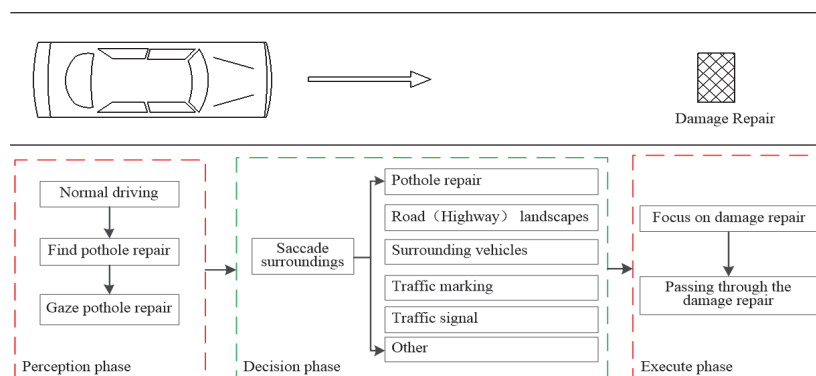 Damage Repair
Normal driving
Find pothole repair
Gaze pothole repair
Perception phase
Saccade
surroundings
Decision phase
Pothole repair
Road（Highway）landscapes
Surrounding vehicles
Traffic marking
Traffic signal
Other
Focus on damage repair
Passing through the
damage repair
Execute phase